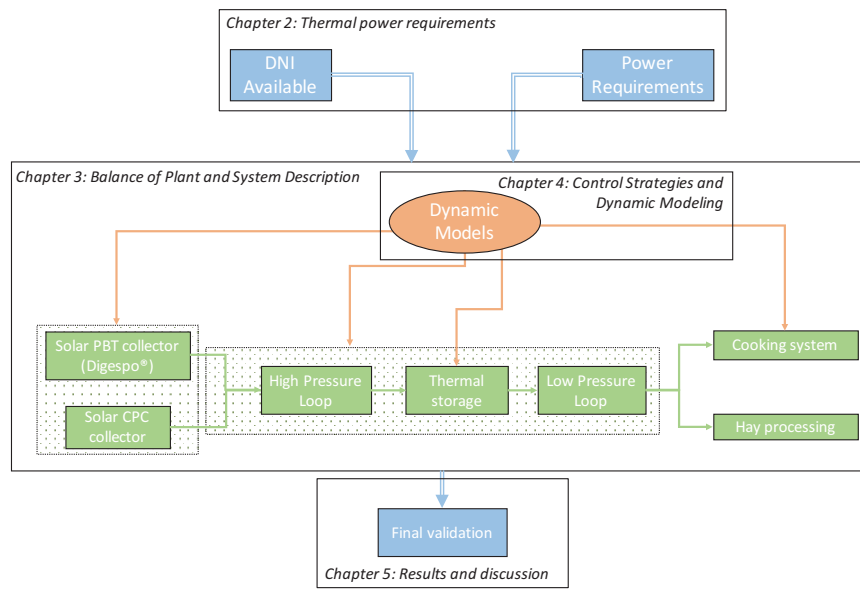 Chapter 2: Thermal power requirements
DNI
Available
Power
Requirements
Chapter 3: Balance of Plant and System Description
Chapter 4: Control Strategies and
Dynamic Modeling
Dynamic
Models
Solar PBT collector
(Digespo®)
Solar CPC
collector
High Pressure
Loop
Thermal
storage
Low Pressure
Loop
Cooking system
Hay processing
Final validation
Chapter 5: Results and discussion